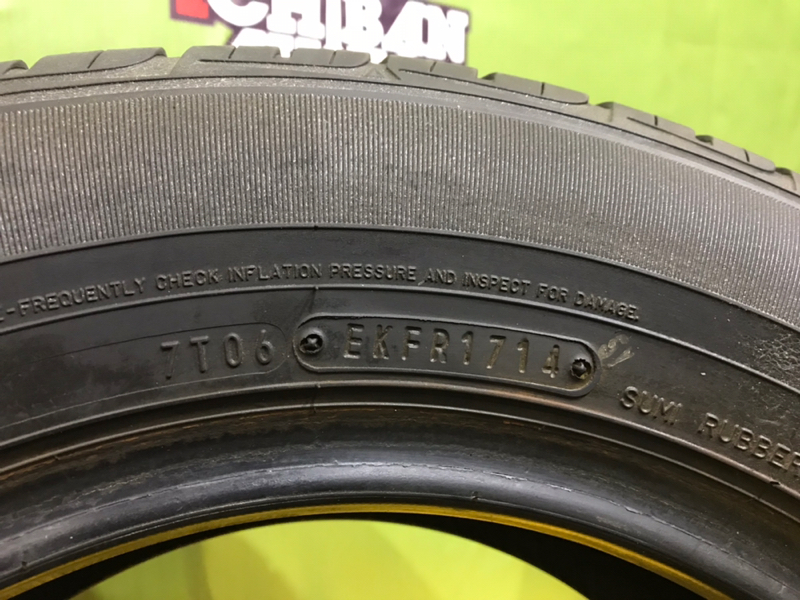 ICHIBAN
-FREQUENTLY CHECK INFLATION PRESSURE AND INSPECT FOR DAMAGE.
7T06 EKFR1714
SUMI RUBBER